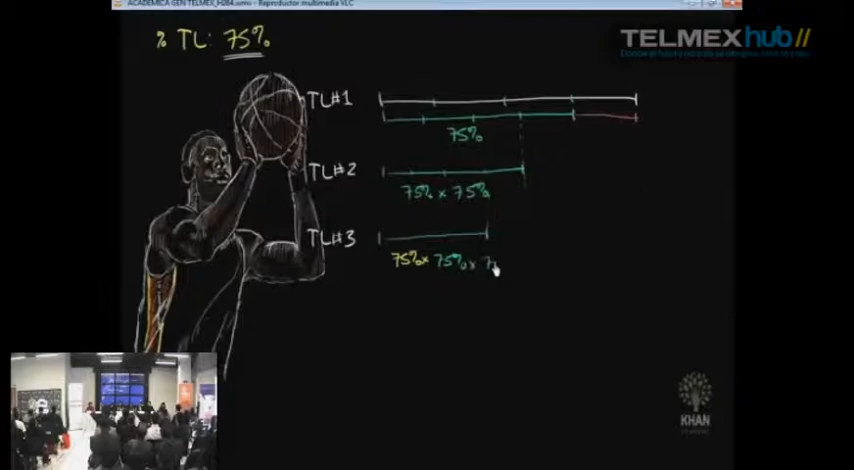 ACADEMICA GEN TELMEX_H264.wmv - Reproductor multimedia VLC
% TL: 75%
TELMEXhub//
TL#1
75%
TL#2
75% x 75%
TL#3
75% x 75% x 7
KHAN